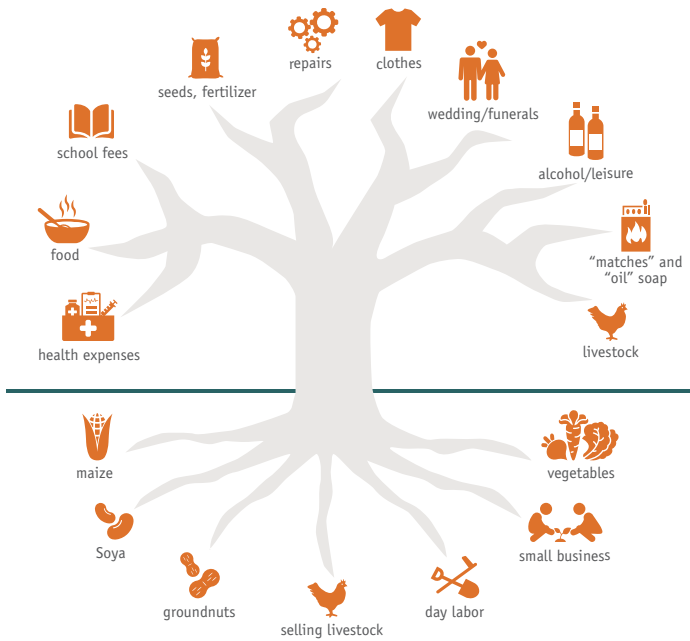 repairs
clothes
seeds, fertilizer
wedding/funerals
school fees
alcohol/leisure
food
“matches” and
“oil” soap
health expenses
livestock
maize
vegetables
Soya
small business
groundnuts
day labor
selling livestock